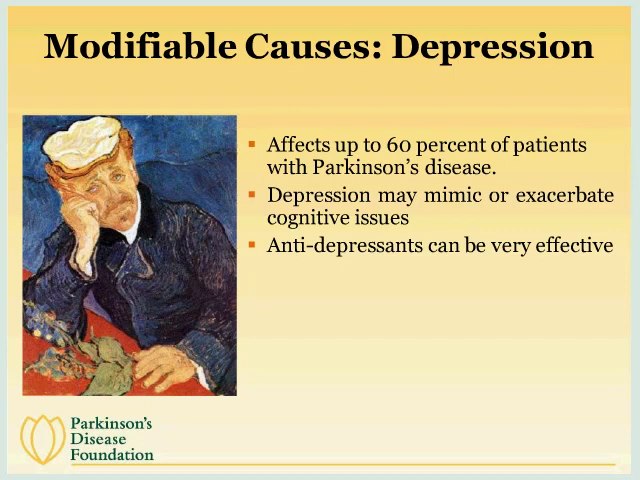 Modifiable Causes: Depression
▪ Affects up to 60 percent of patients
with Parkinson’s disease.
▪ Depression may mimic or exacerbate
cognitive issues
▪ Anti-depressants can be very effective
Parkinson’s
Disease
Foundation